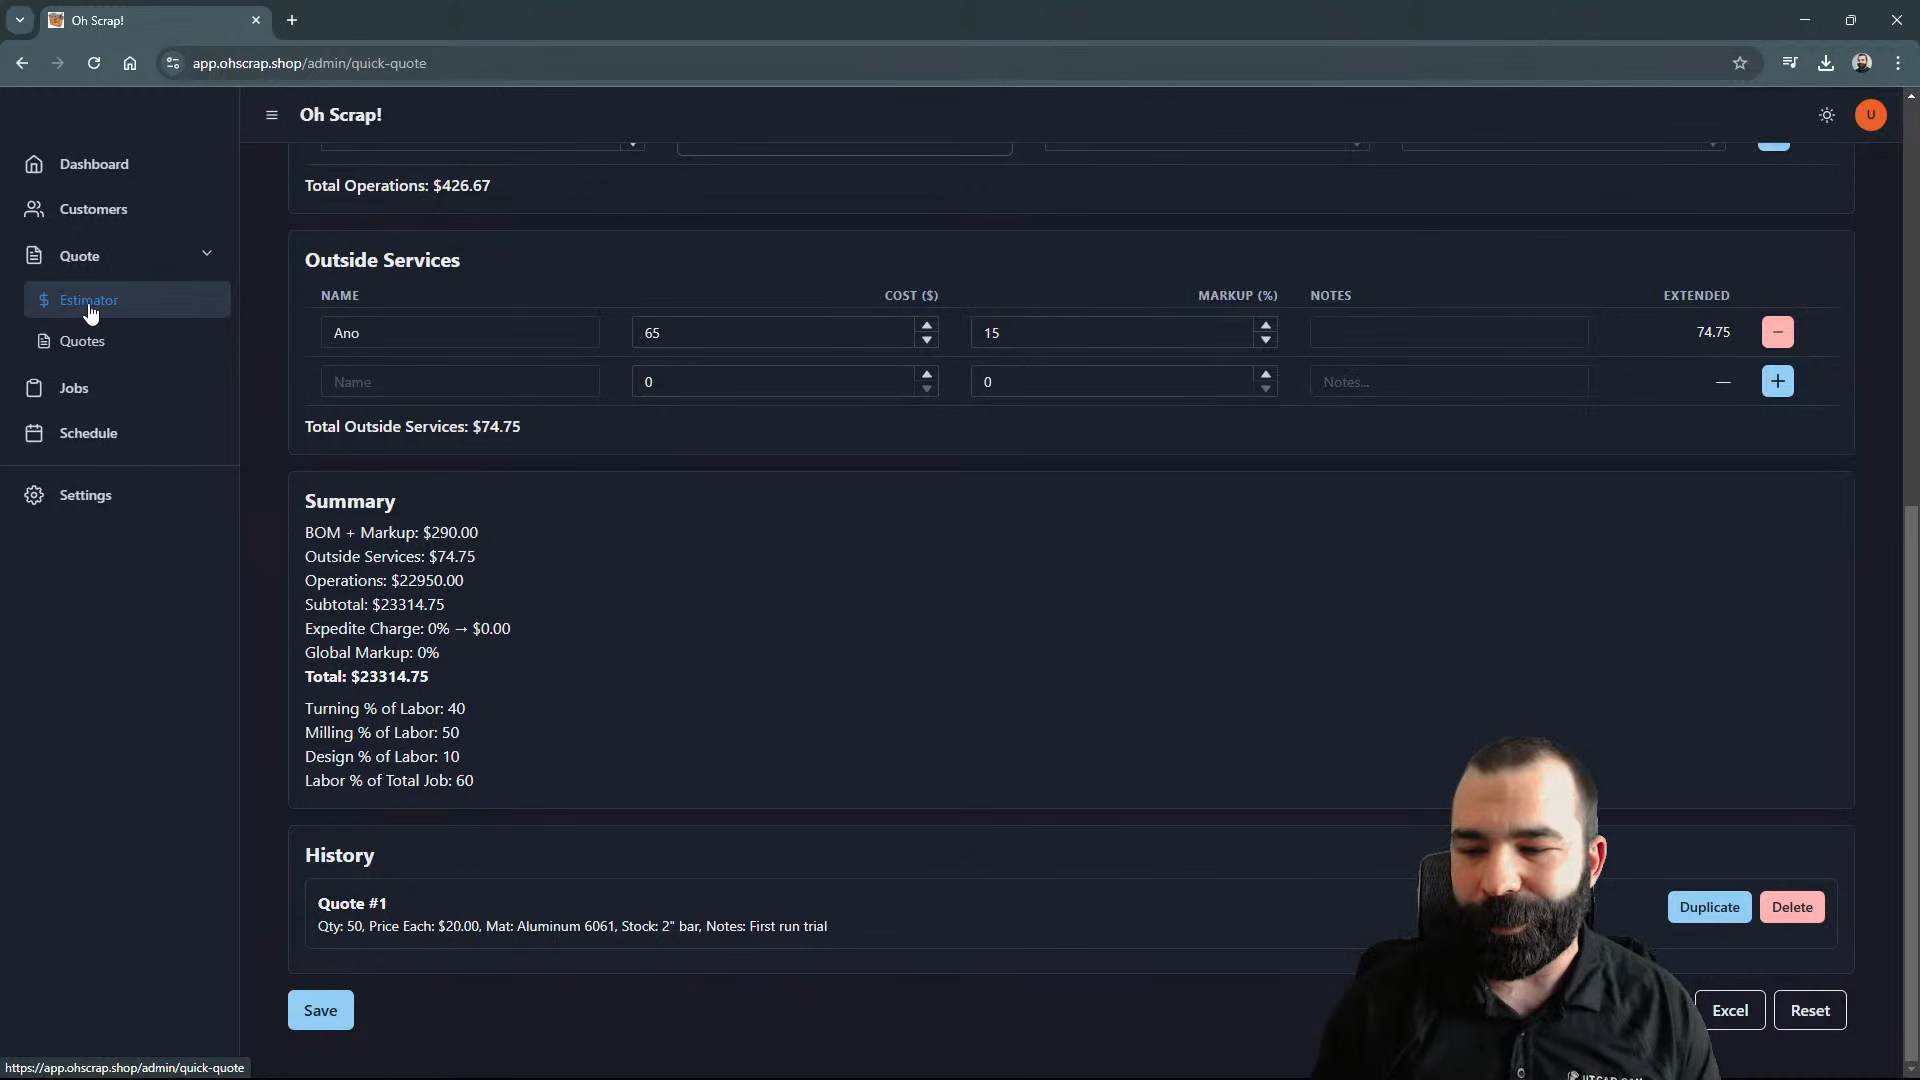 Oh Scrap!
app.ohscrap.shop/admin/quick-quote
Oh Scrap!
U
Dashboard
Customers
Quote
Estimator
Quotes
Jobs
Schedule
Settings
Total Operations: $426.67
Outside Services
NAME COST ($) MARKUP (%) NOTES EXTENDED
Ano 65 15 74.75 −
Name 0 0 Notes... — +
Total Outside Services: $74.75
Summary
BOM + Markup: $290.00
Outside Services: $74.75
Operations: $22950.00
Subtotal: $23314.75
Expedite Charge: 0% → $0.00
Global Markup: 0%
Total: $23314.75
Turning % of Labor: 40
Milling % of Labor: 50
Design % of Labor: 10
Labor % of Total Job: 60
History
Quote #1
Qty: 50, Price Each: $20.00, Mat: Aluminum 6061, Stock: 2" bar, Notes: First run trial
Duplicate Delete
Save Excel Reset
https://app.ohscrap.shop/admin/quick-quote